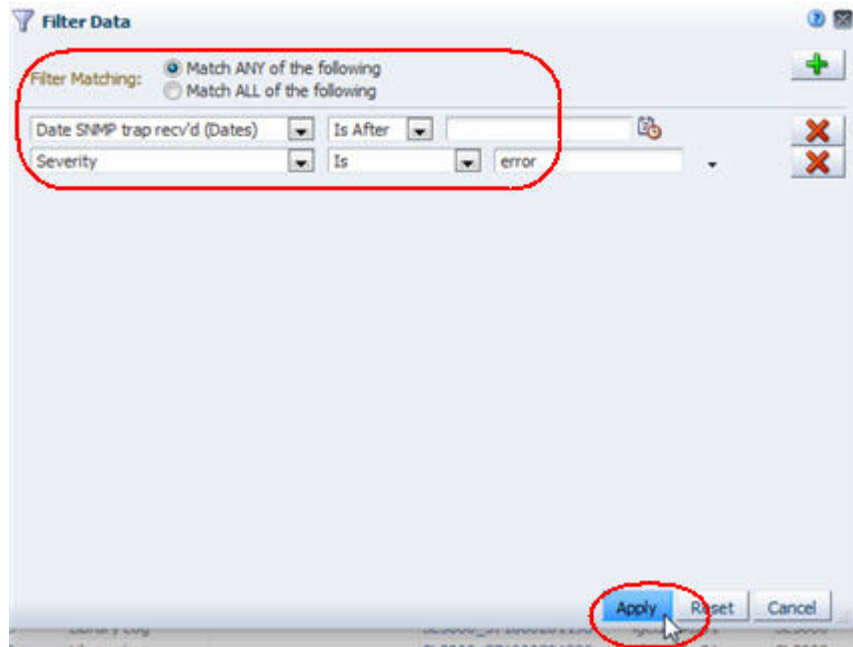 Filter Data
Filter Matching:
Match ANY of the following
Match ALL of the following
Date SNMP trap recv'd (Dates) Is After
Severity Is error
Apply Reset Cancel